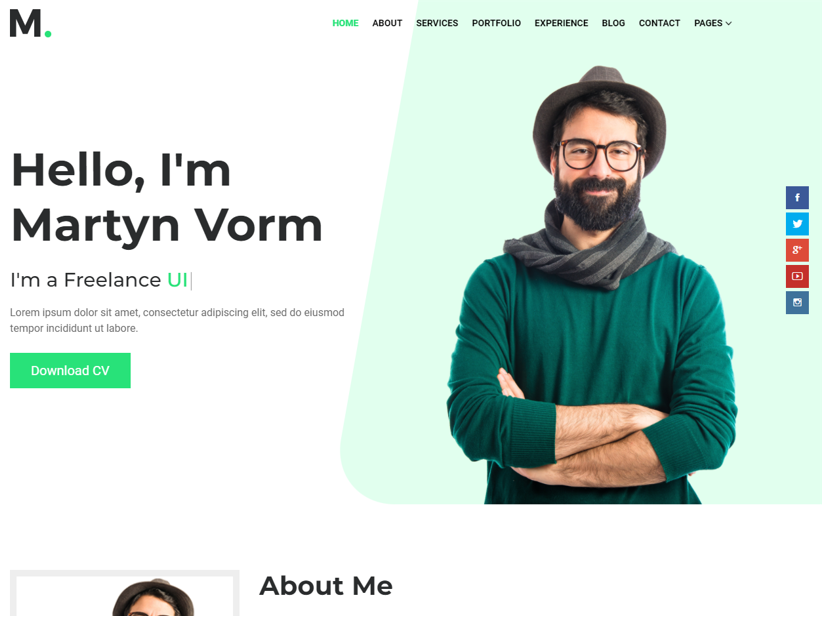 M.
HOME ABOUT SERVICES PORTFOLIO EXPERIENCE BLOG CONTACT PAGES
Hello, I'm
Martyn Vorm
I'm a Freelance UI
Lorem ipsum dolor sit amet, consectetur adipiscing elit, sed do eiusmod
tempor incididunt ut labore.
Download CV
f
g+
About Me